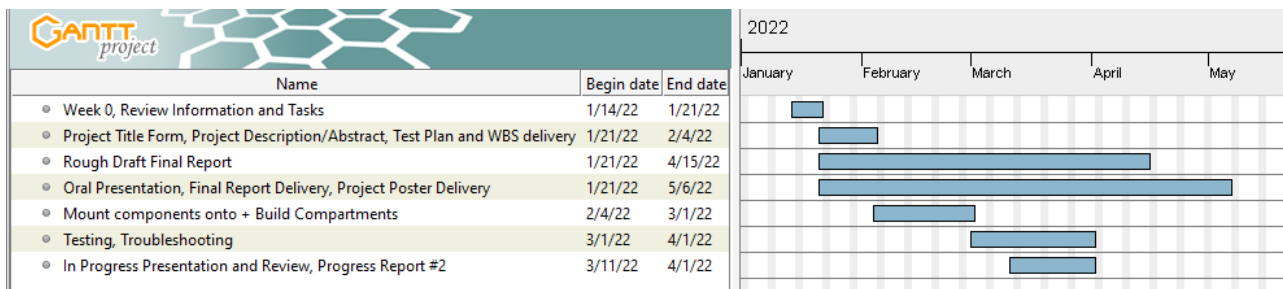 GANTT project
2022
January February March April May
Name Begin date End date
Week 0, Review Information and Tasks 1/14/22 1/21/22
Project Title Form, Project Description/Abstract, Test Plan and WBS delivery 1/21/22 2/4/22
Rough Draft Final Report 1/21/22 4/15/22
Oral Presentation, Final Report Delivery, Project Poster Delivery 1/21/22 5/6/22
Mount components onto + Build Compartments 2/4/22 3/1/22
Testing, Troubleshooting 3/1/22 4/1/22
In Progress Presentation and Review, Progress Report #2 3/11/22 4/1/22